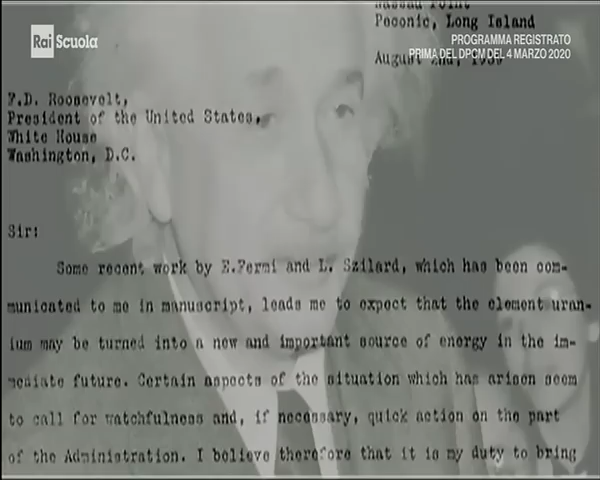 Rai Scuola
Nassau Point
Peconic, Long Island
PROGRAMMA REGISTRATO
PRIMA DEL DPCM DEL 4 MARZO 2020
August 2nd, 1939
F.D. Roosevelt,
President of the United States,
White House
Washington, D.C.
Sir:
Some recent work by E.Fermi and L. Szilard, which has been com-
municated to me in manuscript, leads me to expect that the element uran-
ium may be turned into a new and important source of energy in the im-
mediate future. Certain aspects of the situation which has arisen seem
to call for watchfulness and, if necessary, quick action on the part
of the Administration. I believe therefore that it is my duty to bring